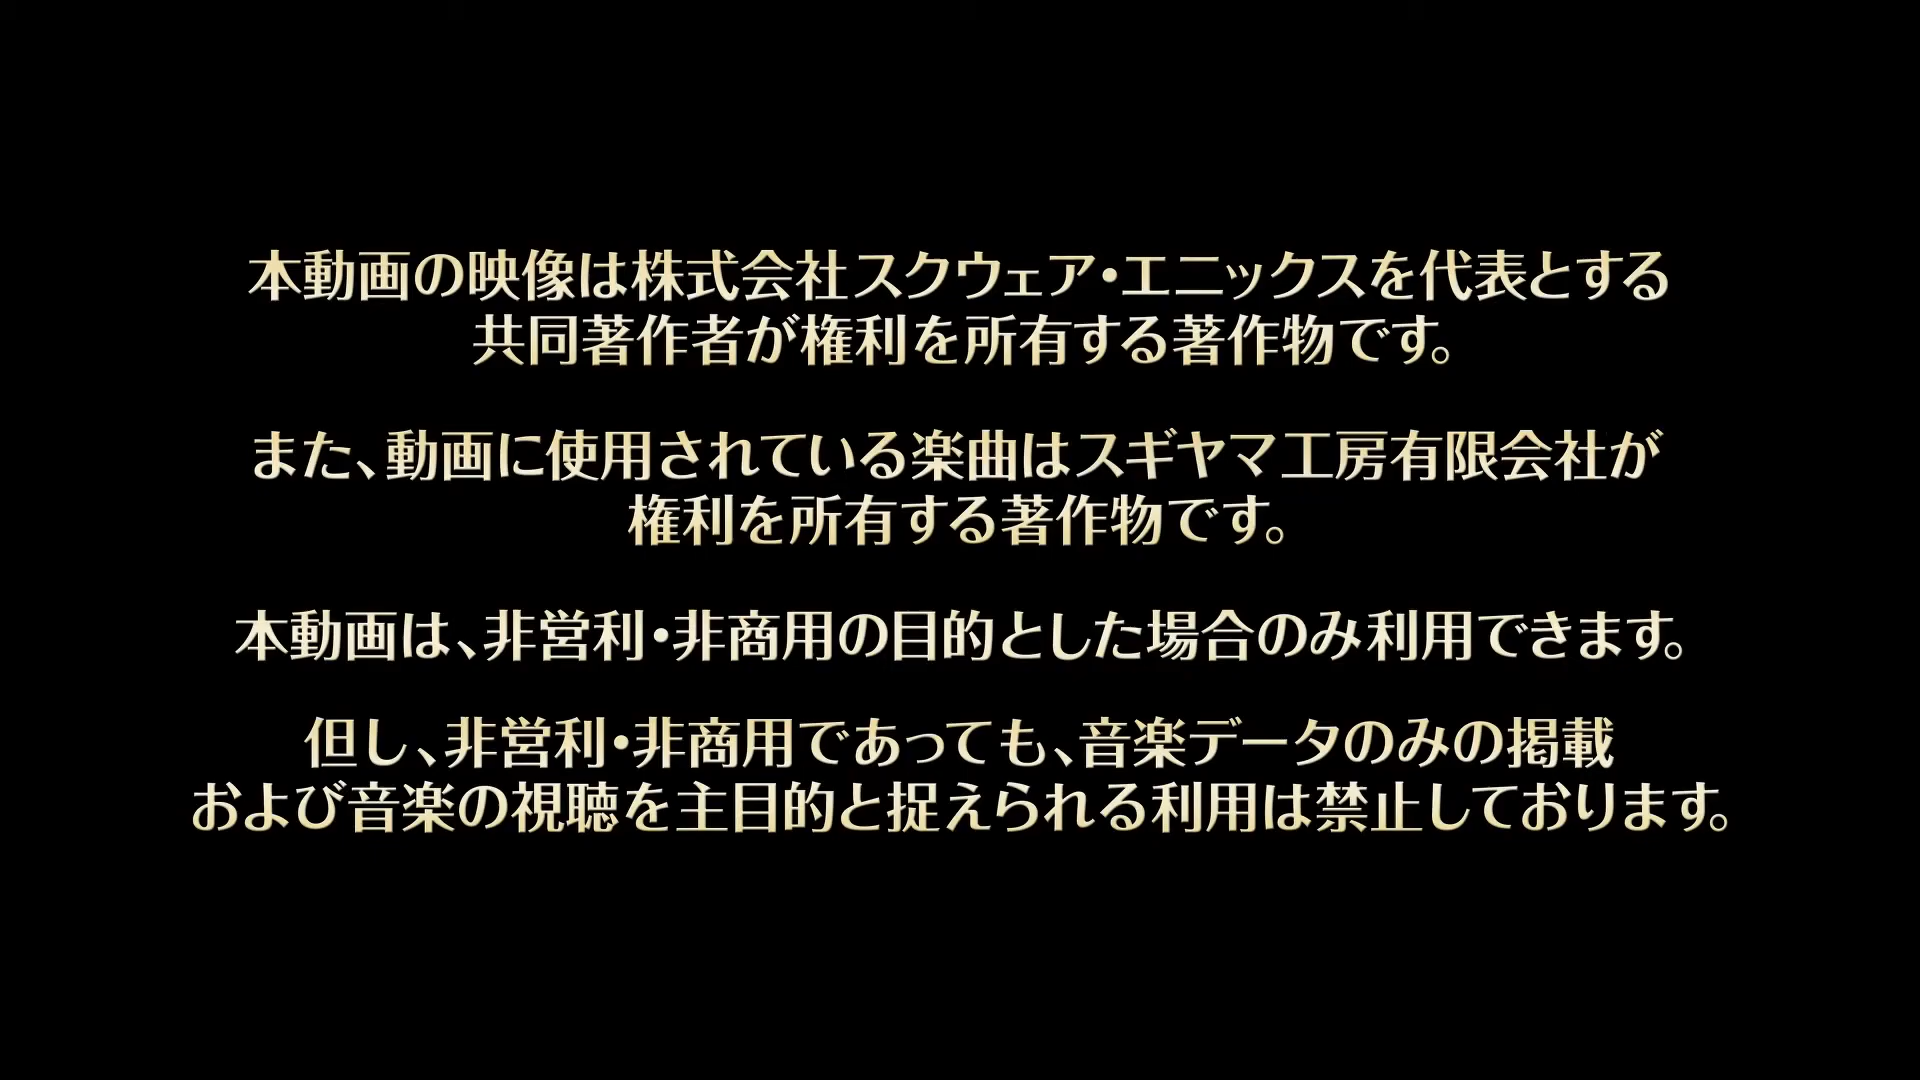 本動画の映像は株式会社スクウェア・エニックスを代表とする
共同著作者が権利を所有する著作物です。
また、動画に使用されている楽曲はスギヤマ工房有限会社が
権利を所有する著作物です。
本動画は、非営利・非商用の目的とした場合のみ利用できます。
但し、非営利・非商用であっても、音楽データのみの掲載
および音楽の視聴を主目的と捉えられる利用は禁止しております。